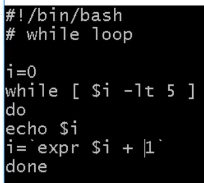 #!/bin/bash
# while loop
i=0
while [ $i -lt 5 ]
do
echo $i
i=`expr $i + 1`
done